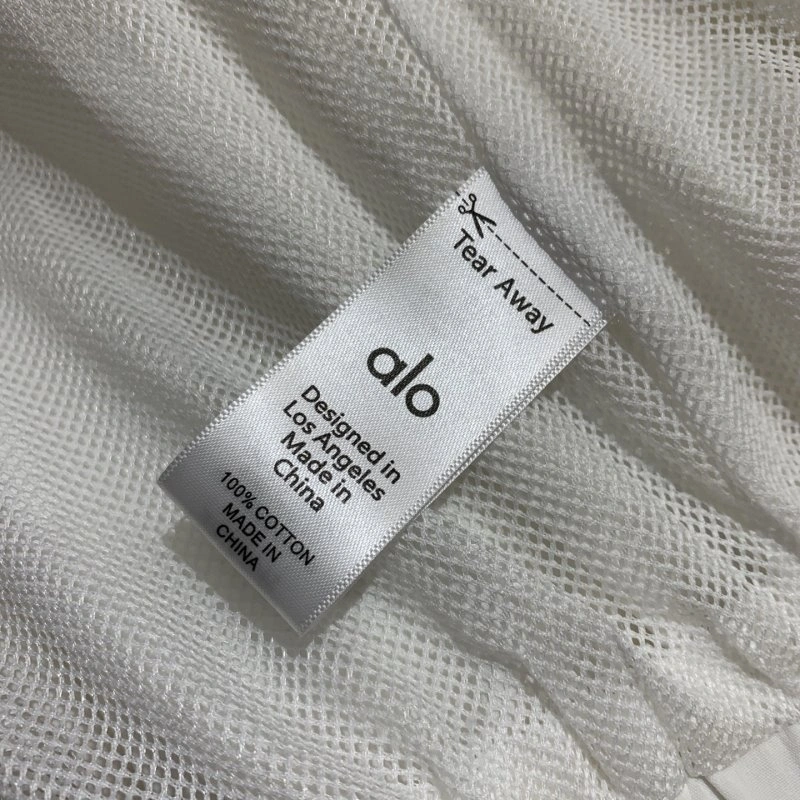 Tear Away
alo
Designed in
Los Angeles
Made in
China
100% COTTON
MADE IN
CHINA